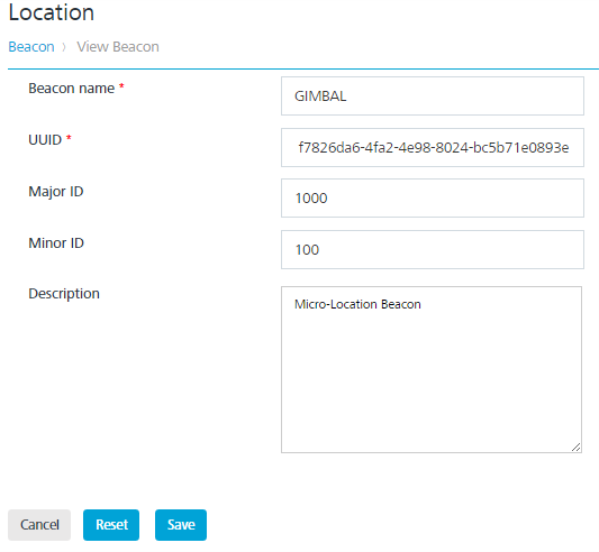 Location
Beacon › View Beacon
Beacon name * GIMBAL
UUID * f7826da6-4fa2-4e98-8024-bc5b71e0893e
Major ID 1000
Minor ID 100
Description Micro-Location Beacon
Cancel Reset Save